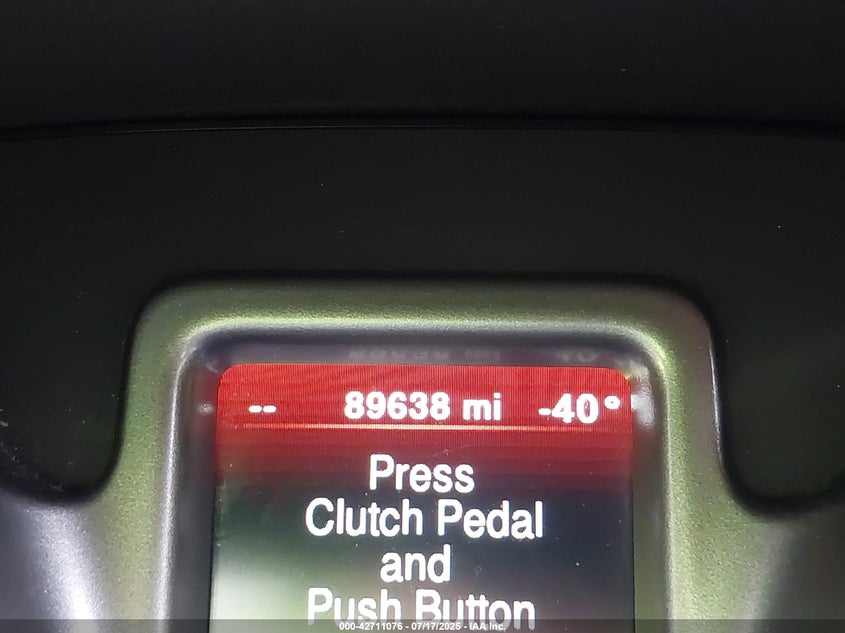 -- 89638 mi -40°
Press
Clutch Pedal
and
Push Button
000-42711076 - 07/17/2025 - IAA Inc.